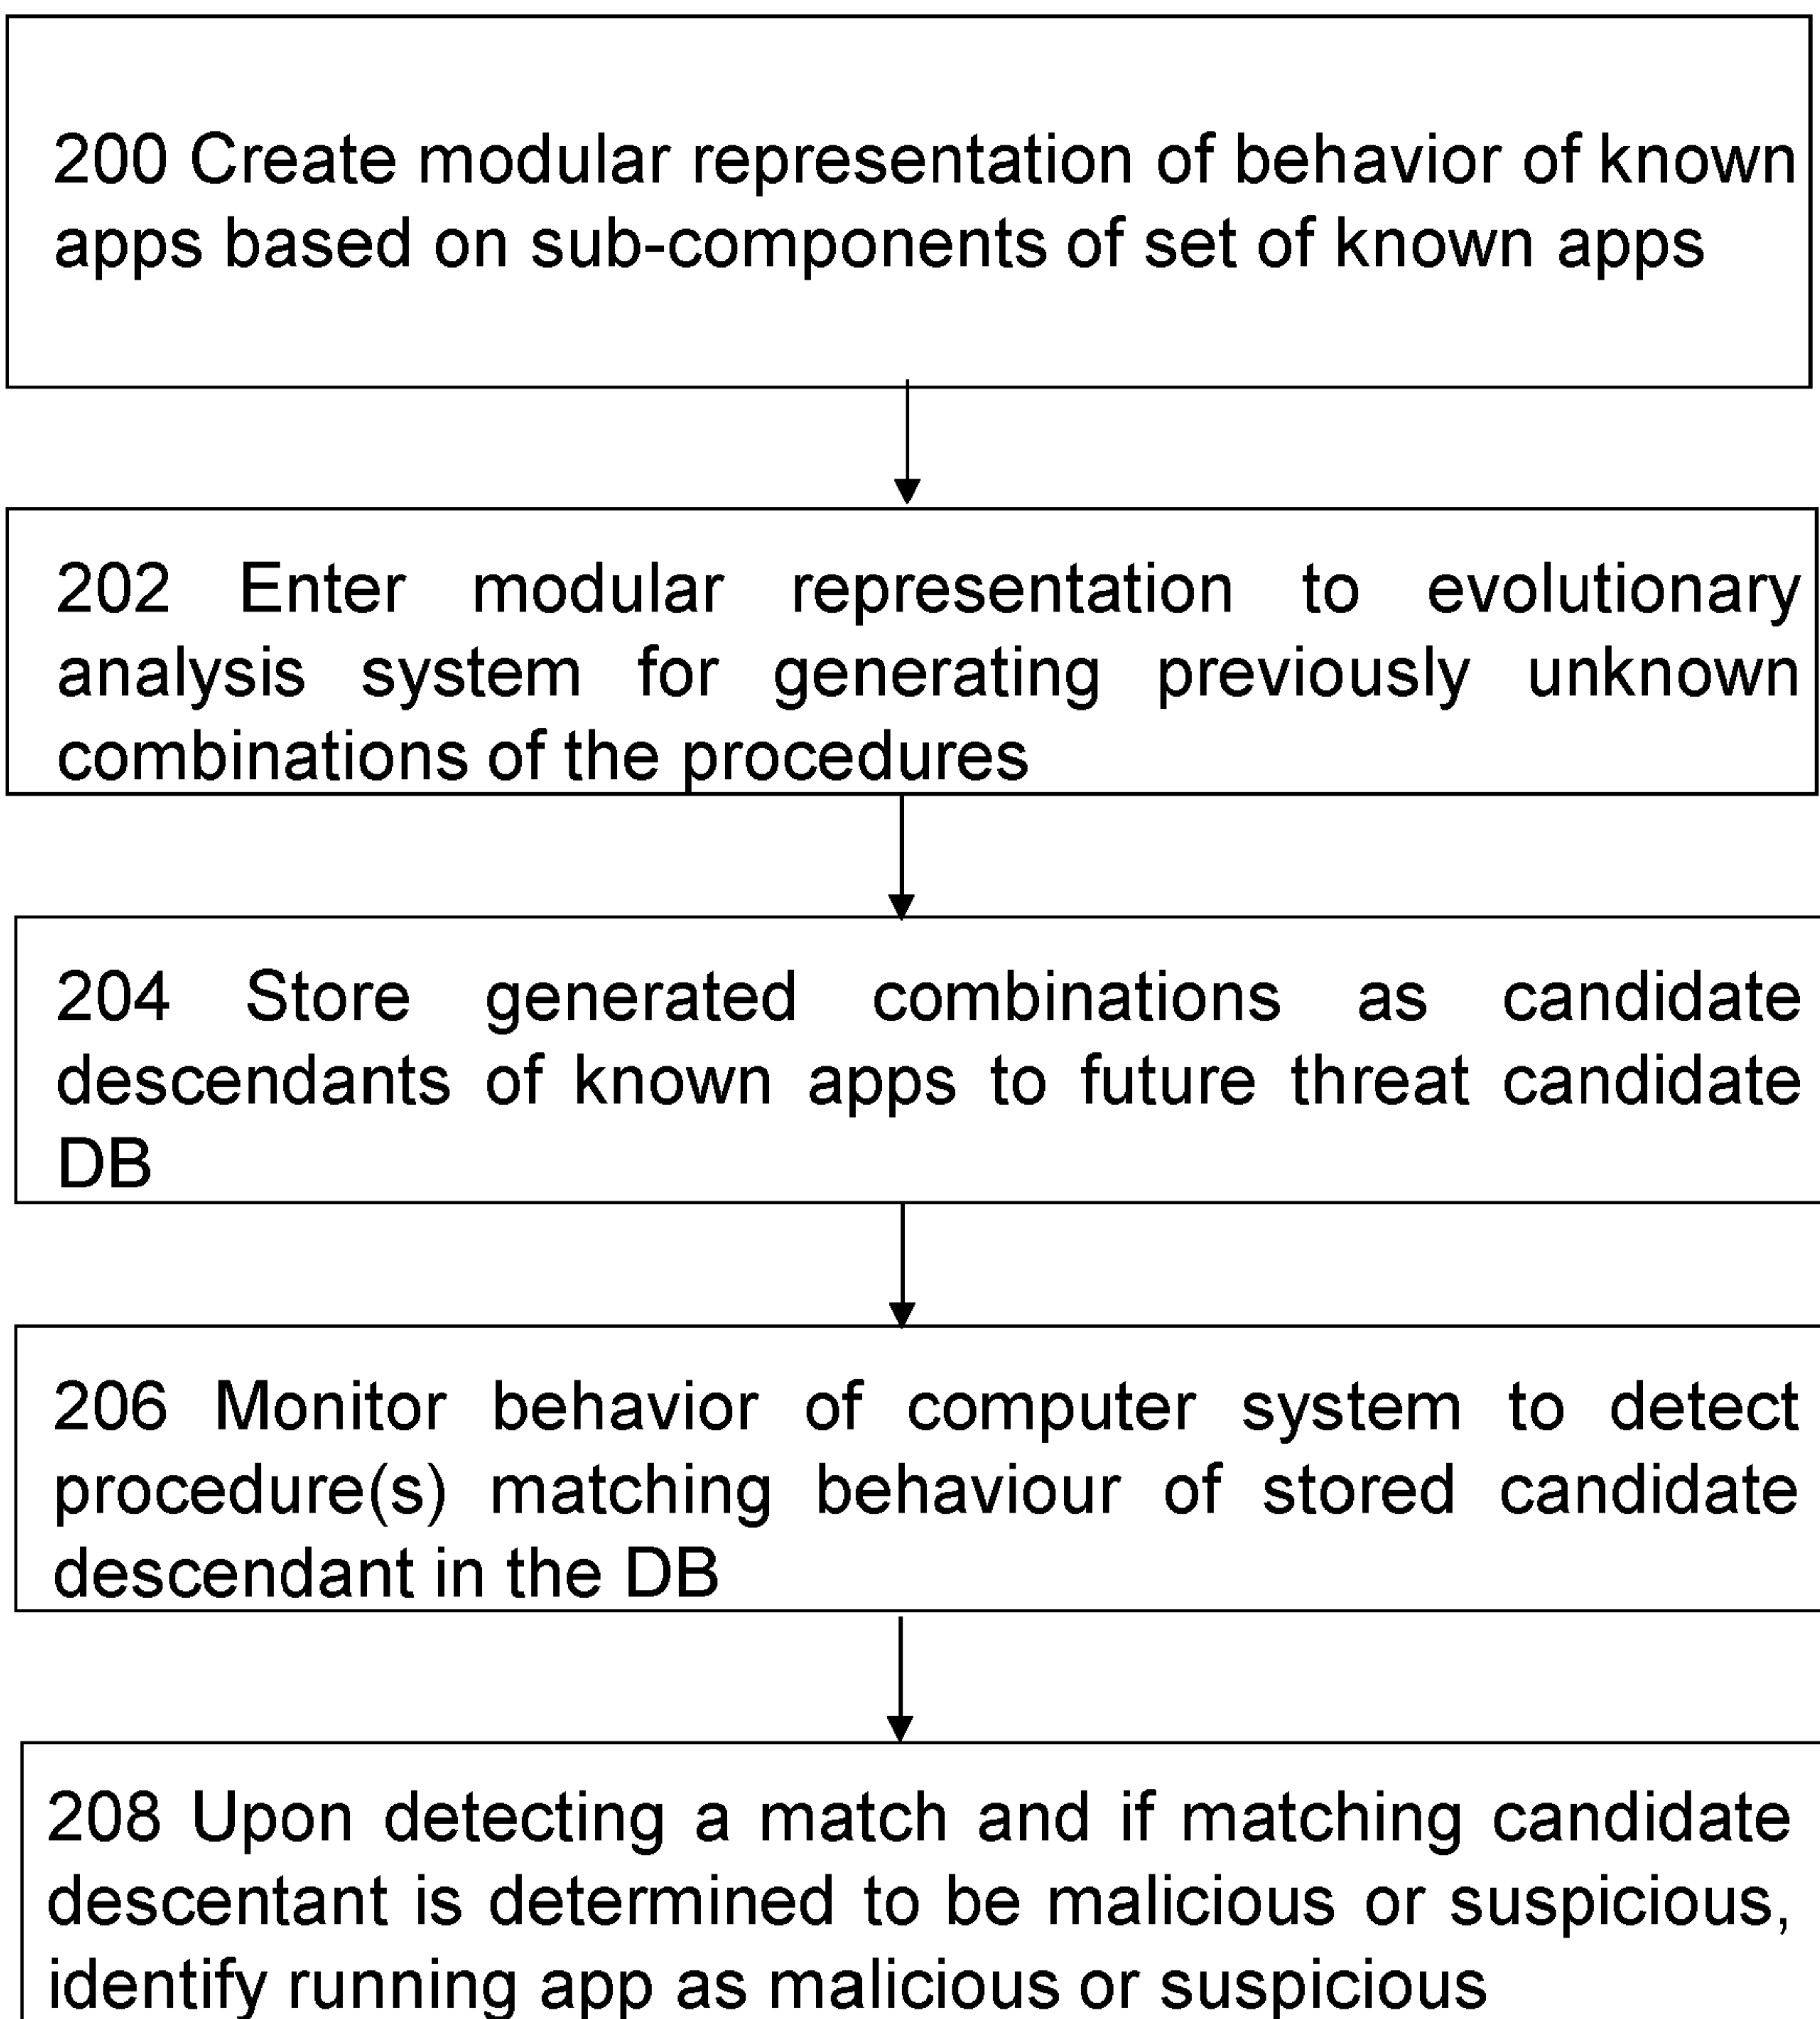 200 Create modular representation of behavior of known
apps based on sub-components of set of known apps
202 Enter modular representation to evolutionary
analysis system for generating previously unknown
combinations of the procedures
204 Store generated combinations as candidate
descendants of known apps to future threat candidate
DB
206 Monitor behavior of computer system to detect
procedure(s) matching behaviour of stored candidate
descendant in the DB
208 Upon detecting a match and if matching candidate
descentant is determined to be malicious or suspicious,
identify running app as malicious or suspicious